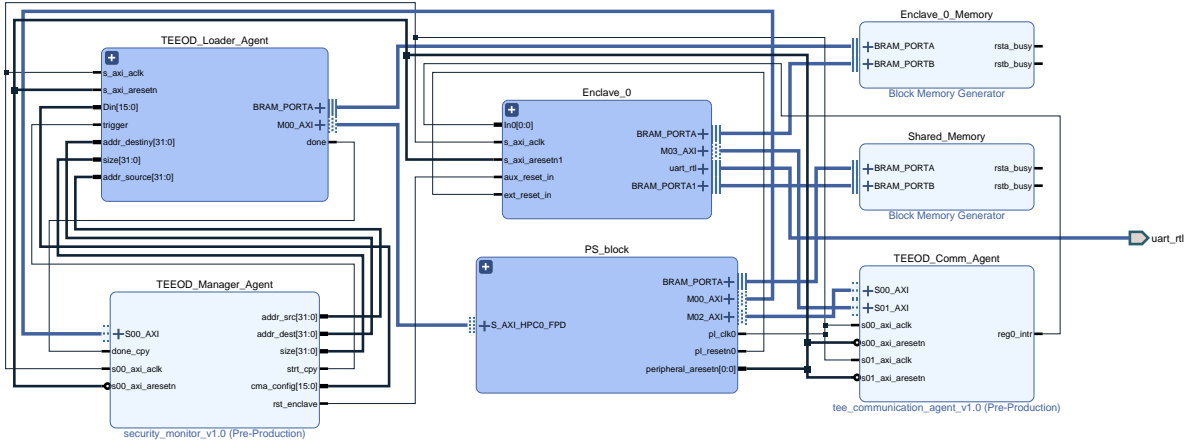 TEEOD_Loader_Agent
s_axi_aclk
s_axi_aresetn
Din[15:0]
trigger
addr_destiny[31:0]
size[31:0]
addr_source[31:0]
BRAM_PORTA
M00_AXI
done
Enclave_0
In0[0:0]
s_axi_aclk
s_axi_aresetn1
aux_reset_in
ext_reset_in
BRAM_PORTA
M03_AXI
uart_rtl
BRAM_PORTA1
Enclave_0_Memory
BRAM_PORTA
BRAM_PORTB
rsta_busy
rstb_busy
Block Memory Generator
Shared_Memory
BRAM_PORTA
BRAM_PORTB
rsta_busy
rstb_busy
Block Memory Generator
uart_rtl
TEEOD_Manager_Agent
S00_AXI
done_cpy
s00_axi_aclk
s00_axi_aresetn
addr_src[31:0]
addr_dest[31:0]
size[31:0]
strt_cpy
cma_config[15:0]
rst_enclave
security_monitor_v1.0 (Pre-Production)
PS_block
S_AXI_HPC0_FPD
BRAM_PORTA
M00_AXI
M02_AXI
pl_clk0
pl_resetn0
peripheral_aresetn[0:0]
TEEOD_Comm_Agent
S00_AXI
S01_AXI
s00_axi_aclk
s00_axi_aresetn
s01_axi_aclk
s01_axi_aresetn
reg0_intr
tee_communication_agent_v1.0 (Pre-Production)